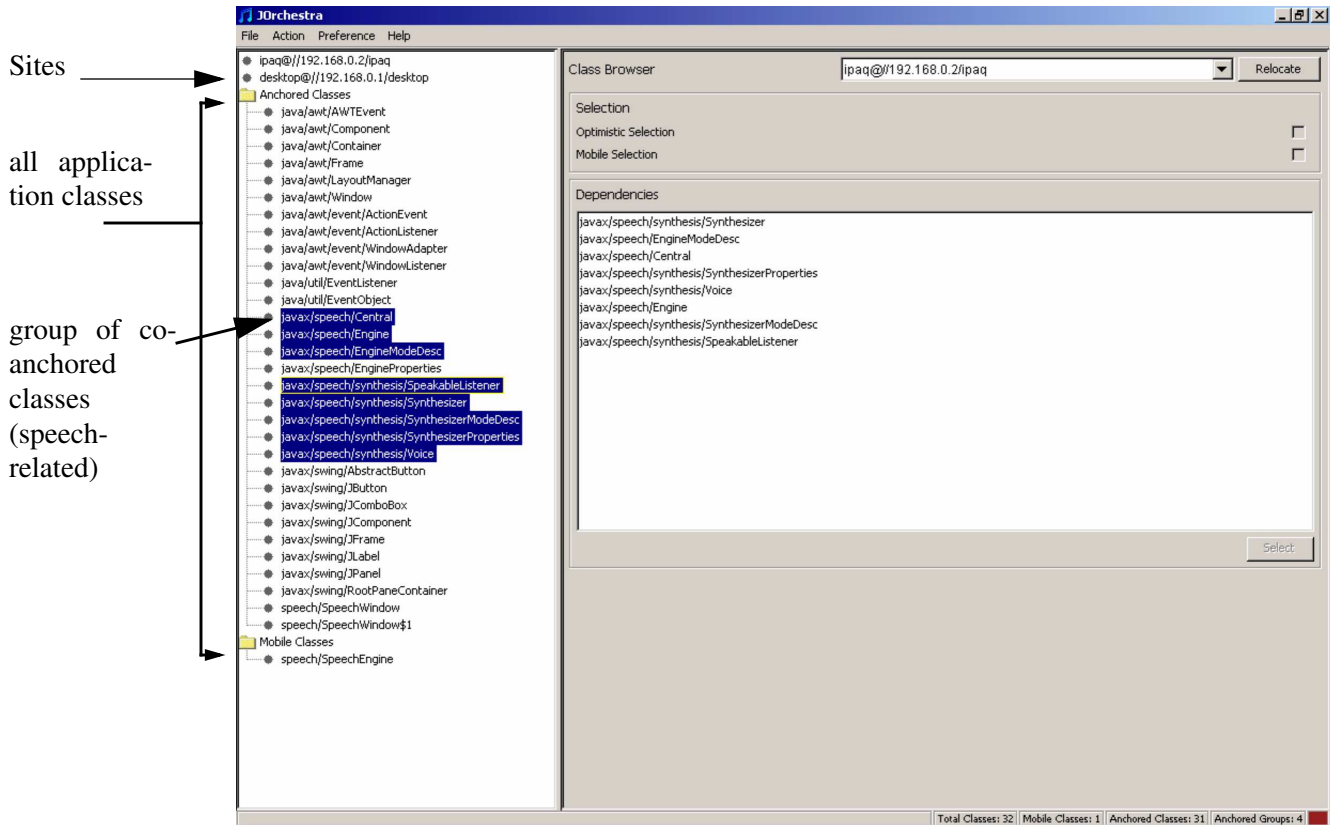 JOrchestra
File Action Preference Help
Sites
all applica-
tion classes
group of co-
anchored
classes
(speech-
related)
ipaq@//192.168.0.2/ipaq
desktop@//192.168.0.1/desktop
Anchored Classes
java/awt/AWTEvent
java/awt/Component
java/awt/Container
java/awt/Frame
java/awt/LayoutManager
java/awt/Window
java/awt/event/ActionEvent
java/awt/event/ActionListener
java/awt/event/WindowAdapter
java/awt/event/WindowListener
java/util/EventListener
java/util/EventObject
javax/speech/Central
javax/speech/Engine
javax/speech/EngineModeDesc
javax/speech/EngineProperties
javax/speech/synthesis/SpeakableListener
javax/speech/synthesis/Synthesizer
javax/speech/synthesis/SynthesizerModeDesc
javax/speech/synthesis/SynthesizerProperties
javax/speech/synthesis/Voice
javax/swing/AbstractButton
javax/swing/JButton
javax/swing/JComboBox
javax/swing/JComponent
javax/swing/JFrame
javax/swing/JLabel
javax/swing/JPanel
javax/swing/RootPaneContainer
speech/SpeechWindow
speech/SpeechWindow$1
Mobile Classes
speech/SpeechEngine
Class Browser ipaq@//192.168.0.2/ipaq Relocate
Selection
Optimistic Selection
Mobile Selection
Dependencies
javax/speech/synthesis/Synthesizer
javax/speech/EngineModeDesc
javax/speech/Central
javax/speech/synthesis/SynthesizerProperties
javax/speech/synthesis/Voice
javax/speech/Engine
javax/speech/synthesis/SynthesizerModeDesc
javax/speech/synthesis/SpeakableListener
Select
Total Classes: 32 Mobile Classes: 1 Anchored Classes: 31 Anchored Groups: 4